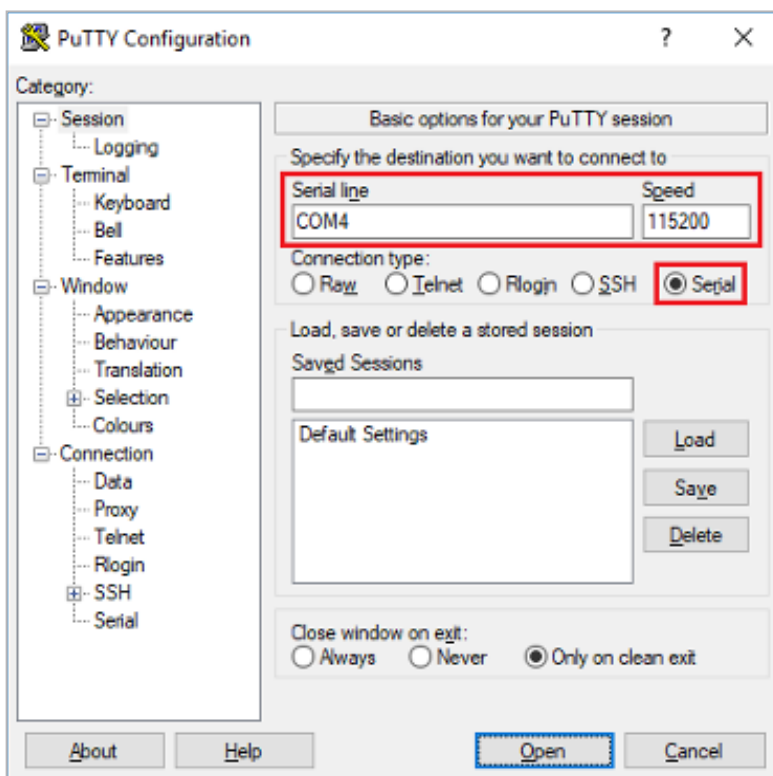 PuTTY Configuration
?
Category:
Session
Logging
Terminal
Keyboard
Bell
Features
Window
Appearance
Behaviour
Translation
Selection
Colours
Connection
Data
Proxy
Telnet
Rlogin
SSH
Serial
Basic options for your PuTTY session
Specify the destination you want to connect to
Serial line Speed
COM4 115200
Connection type:
Raw Telnet Rlogin SSH Serial
Load, save or delete a stored session
Saved Sessions
Default Settings
Load
Save
Delete
Close window on exit:
Always Never Only on clean exit
About Help Open Cancel